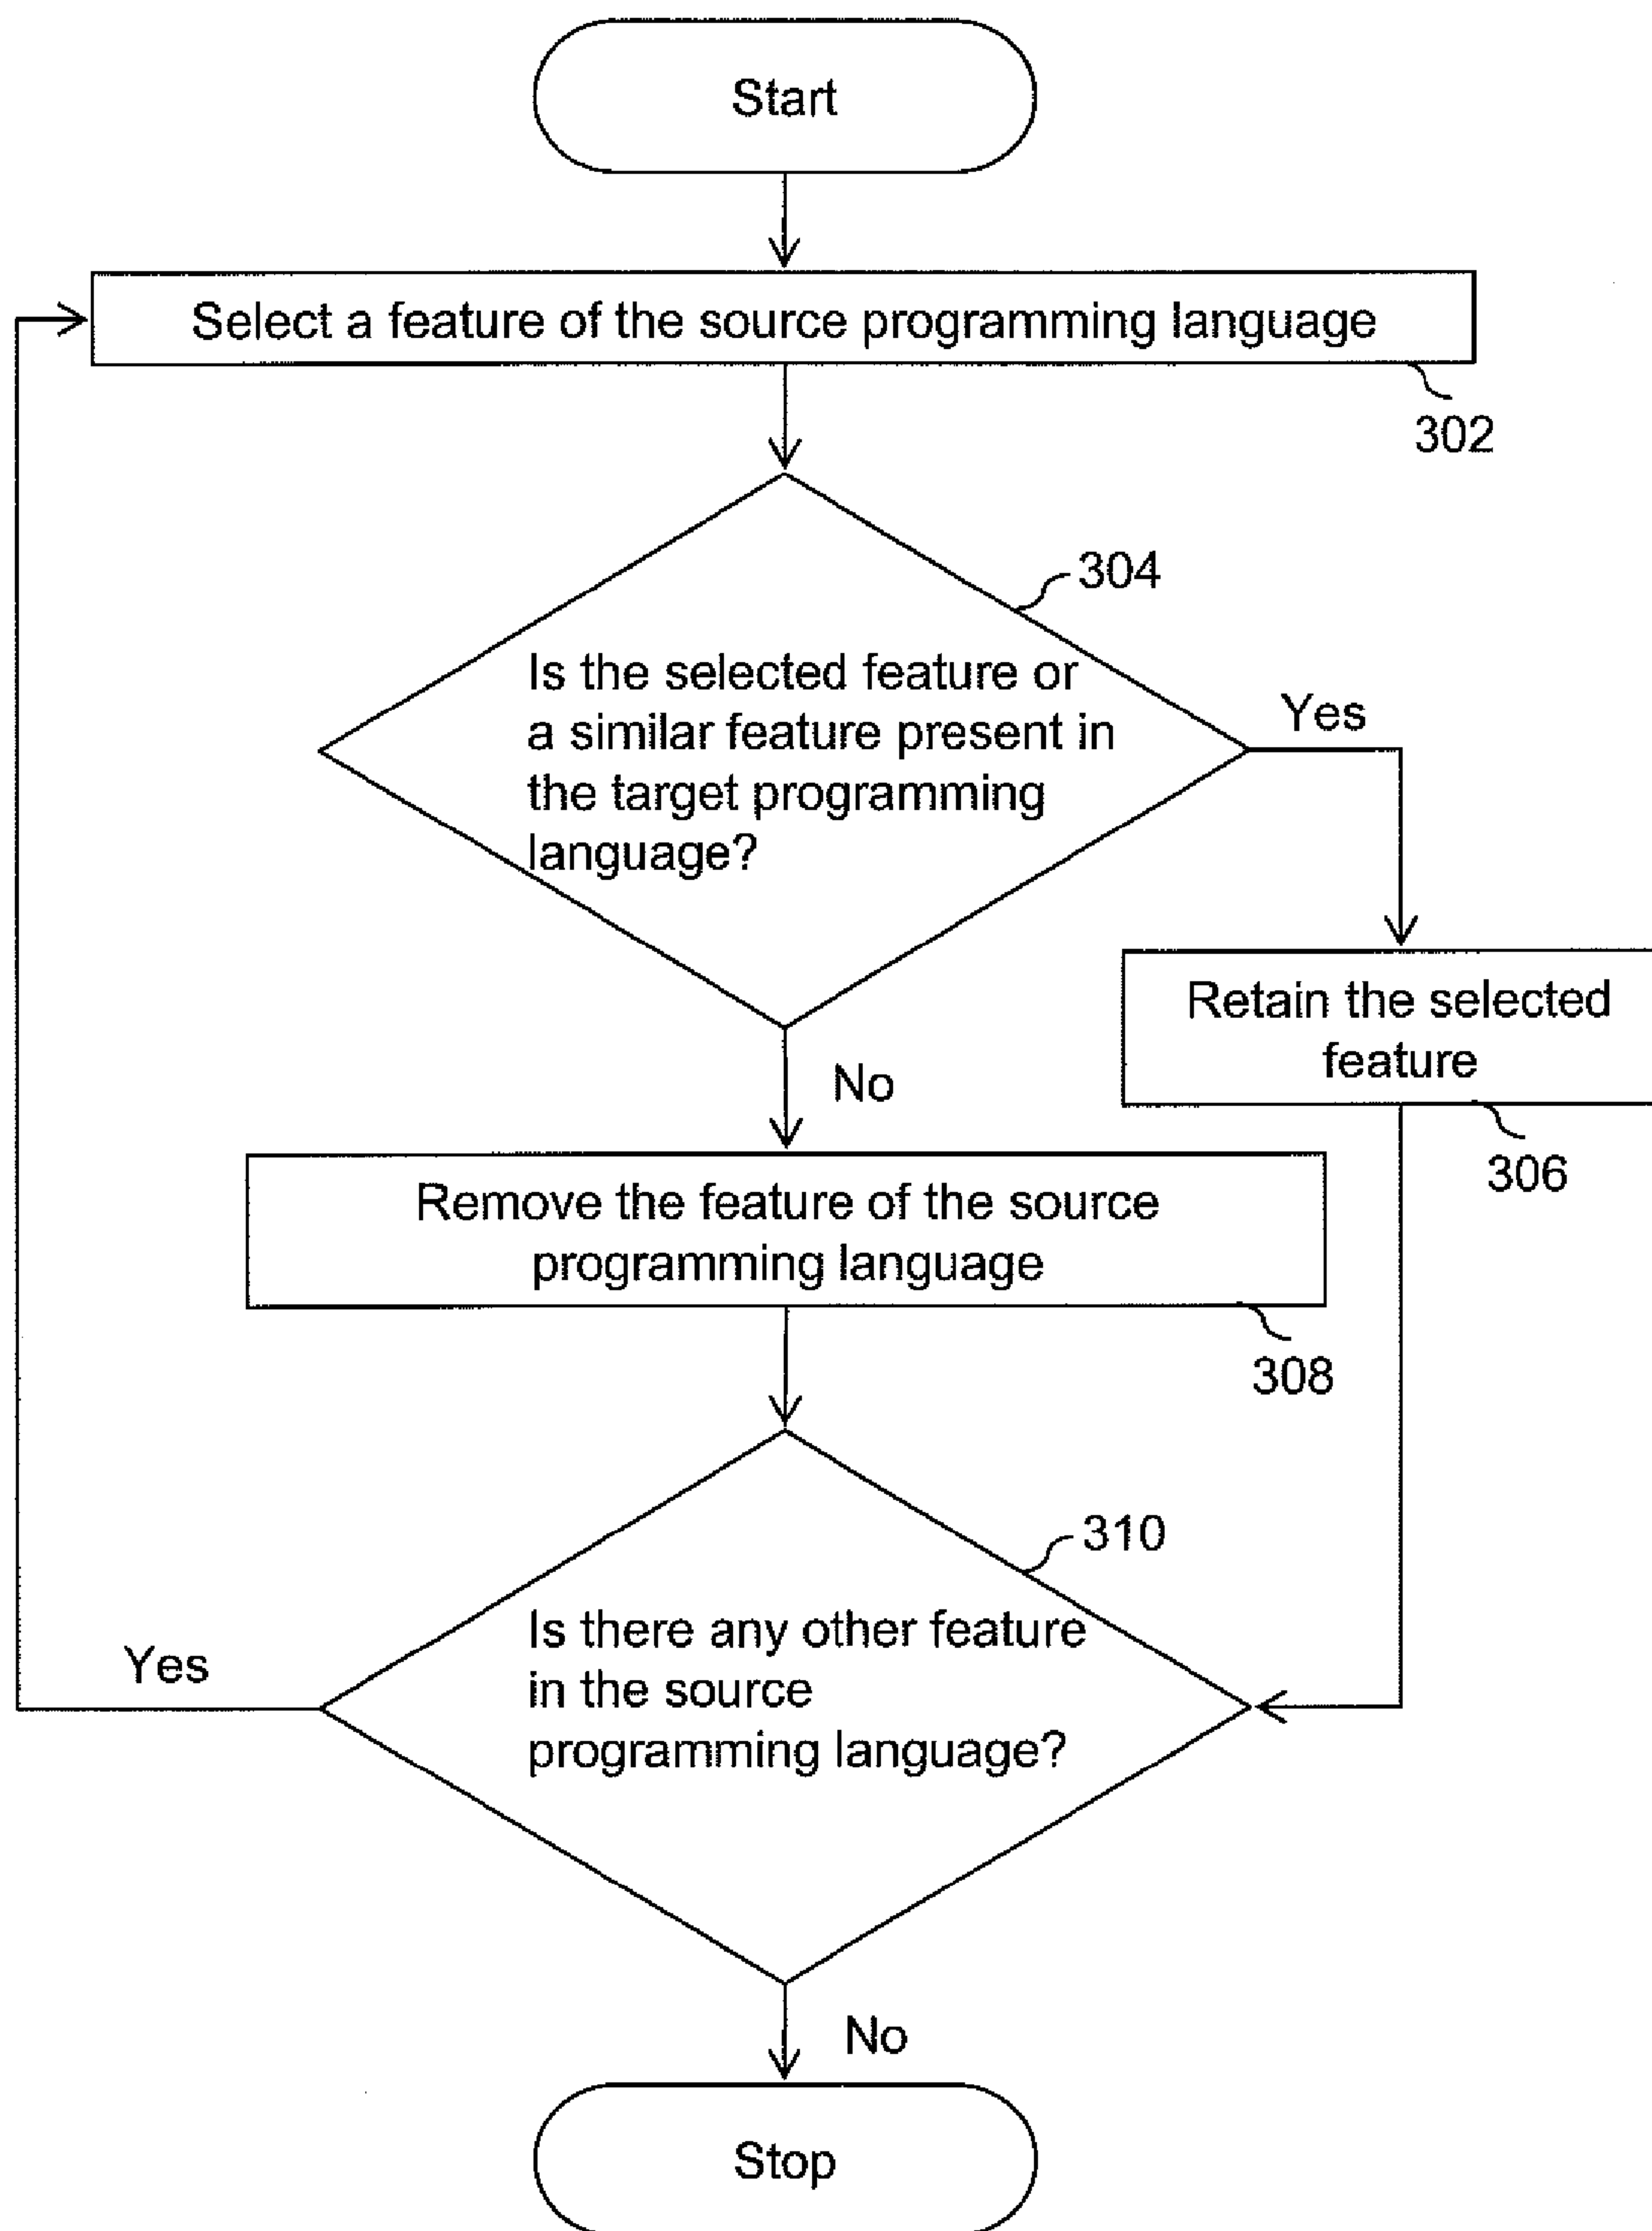 Start
Select a feature of the source programming language
302
304
Is the selected feature or
a similar feature present in
the target programming
language?
Yes
Retain the selected
feature
306
No
Remove the feature of the source
programming language
308
310
Is there any other feature
in the source
programming language?
Yes
No
Stop